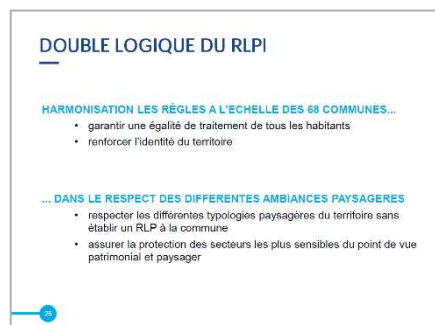 DOUBLE LOGIQUE DU RLPI
HARMONISATION LES RÈGLES A L'ECHELLE DES 68 COMMUNES...
• garantir une égalité de traitement de tous les habitants
• renforcer l'identité du territoire
... DANS LE RESPECT DES DIFFERENTES AMBIANCES PAYSAGERES
• respecter les différentes typologies paysagères du territoire sans
établir un RLP à la commune
• assurer la protection des secteurs les plus sensibles du point de vue
patrimonial et paysager
25